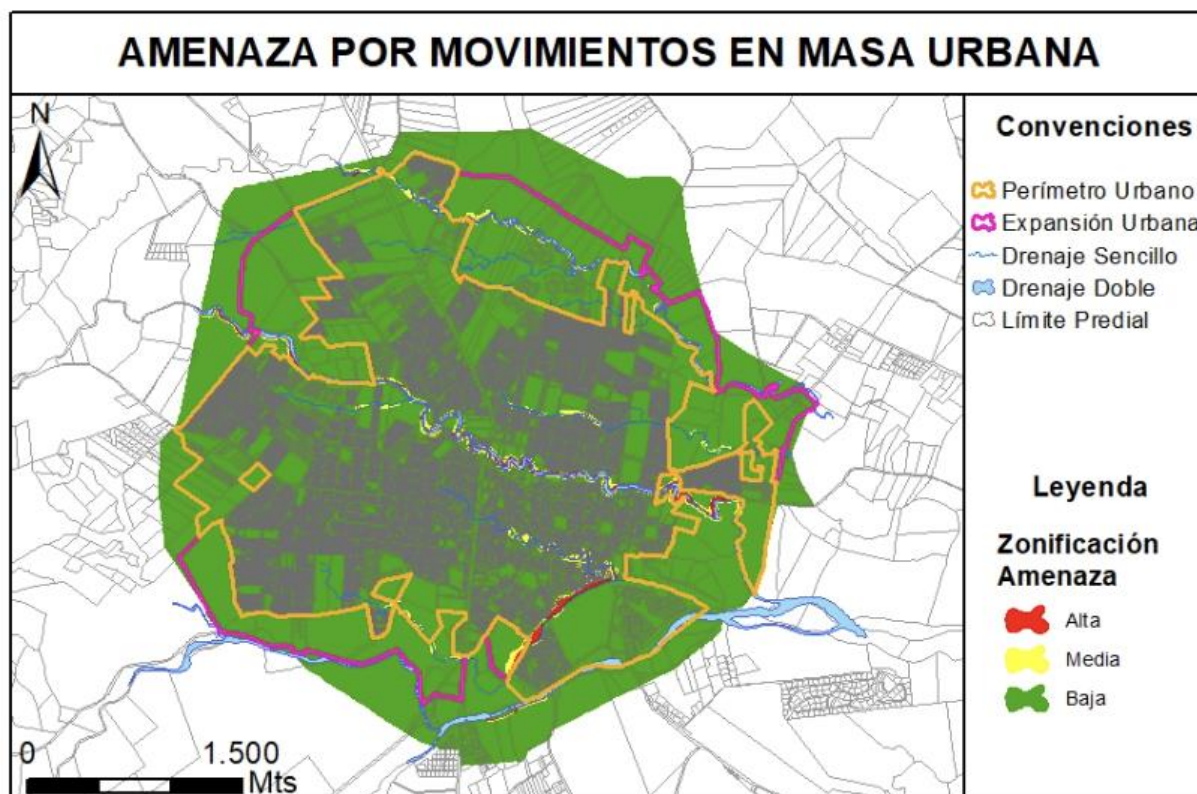 AMENAZA POR MOVIMIENTOS EN MASA URBANA
N
Convenciones
Perímetro Urbano
Expansión Urbana
Drenaje Sencillo
Drenaje Doble
Límite Predial
Leyenda
Zonificación
Amenaza
Alta
Media
Baja
0 1.500
Mts